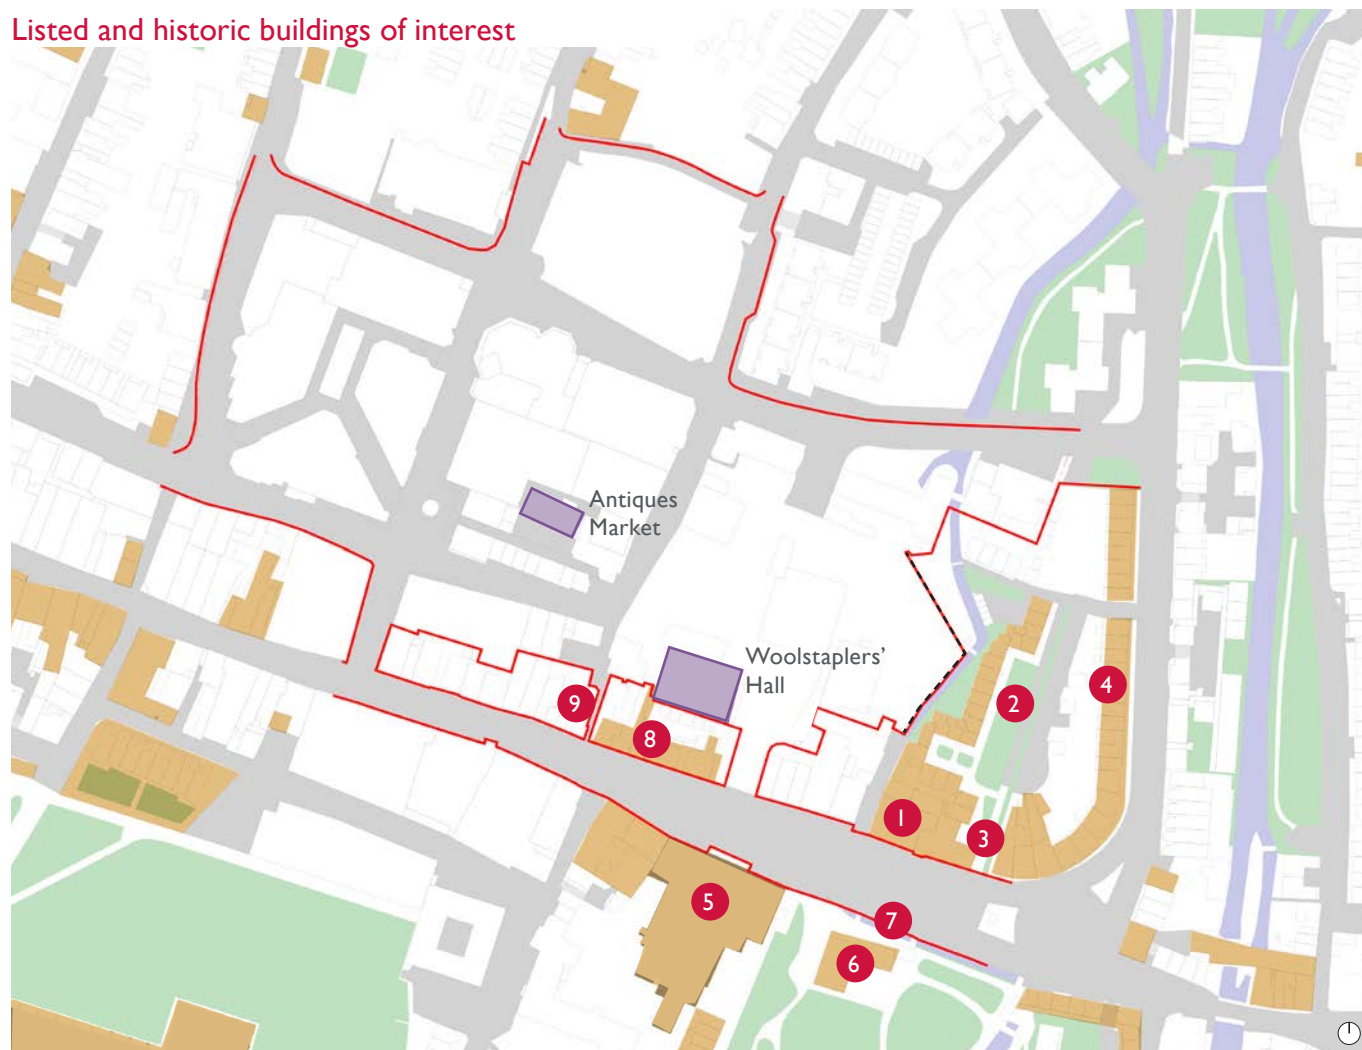 Listed and historic buildings of interest
Antiques
Market
Woolstaplers'
Hall
4
2
9
8
1
3
5
7
6